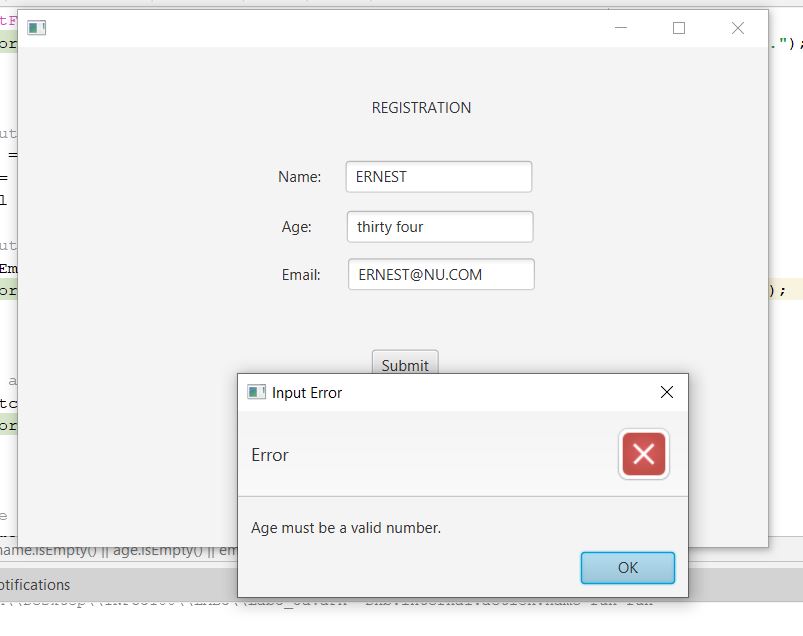 REGISTRATION
Name: ERNEST
Age: thirty four
Email: ERNEST@NU.COM
Submit
Input Error
Error
Age must be a valid number.
OK
name.isEmpty() || age.isEmpty() || em
otifications